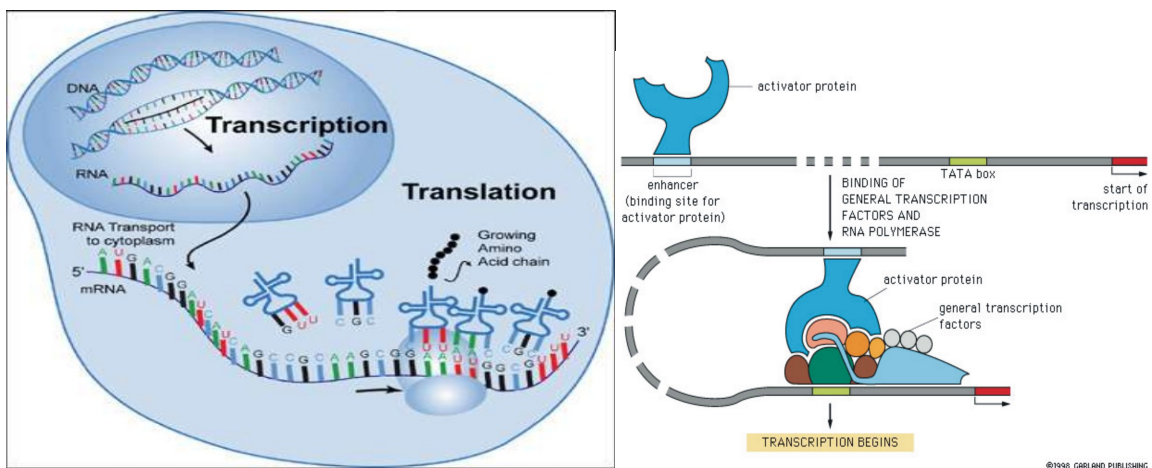 DNA
Transcription
RNA
Translation
RNA Transport
to cytoplasm
Growing
Amino
Acid chain
5'
mRNA
A U G A C G G A U C A
U C A G C C G C A A G C G G
G U U
C G C
3'
activator protein
enhancer
(binding site for
activator protein)
TATA box
start of
transcription
BINDING OF
GENERAL TRANSCRIPTION
FACTORS AND
RNA POLYMERASE
activator protein
general transcription
factors
TRANSCRIPTION BEGINS
©1998 GARLAND PUBLISHING